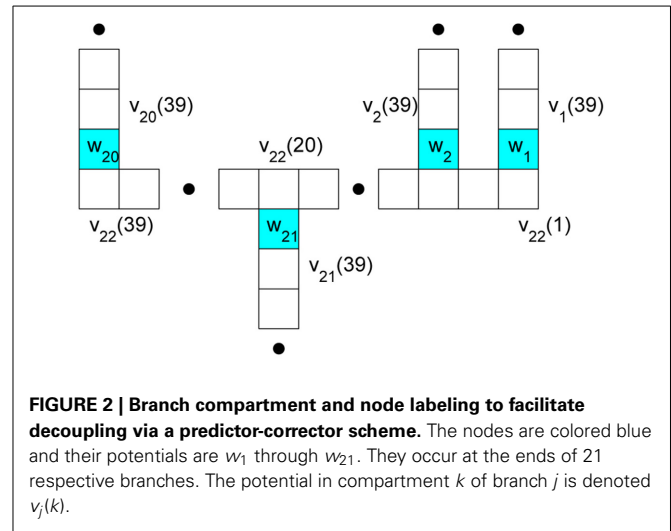 v20(39)
v2(39)
v1(39)
w20
v22(20)
w2
w1
v22(39)
w21
v22(1)
v21(39)
FIGURE 2 | Branch compartment and node labeling to facilitate
decoupling via a predictor-corrector scheme. The nodes are colored blue
and their potentials are w1 through w21. They occur at the ends of 21
respective branches. The potential in compartment k of branch j is denoted
vj(k).